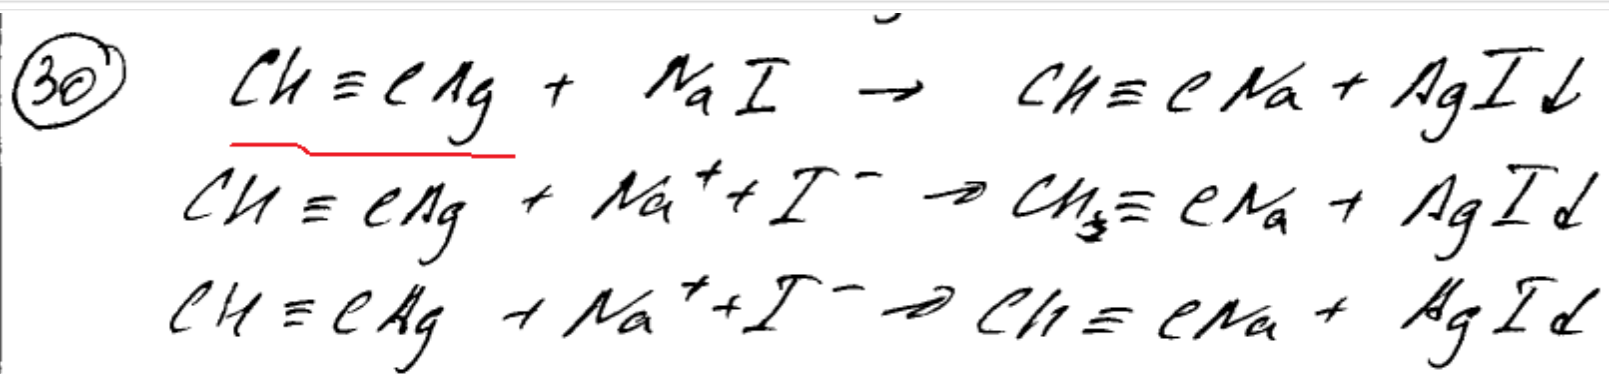 30 CH ≡ CAg + NaI → CH ≡ CNa + AgI↓
CH ≡ CAg + Na⁺ + I⁻ → CH₃ ≡ CNa + AgI↓
CH ≡ CAg + Na⁺ + I⁻ → CH ≡ CNa + AgI↓